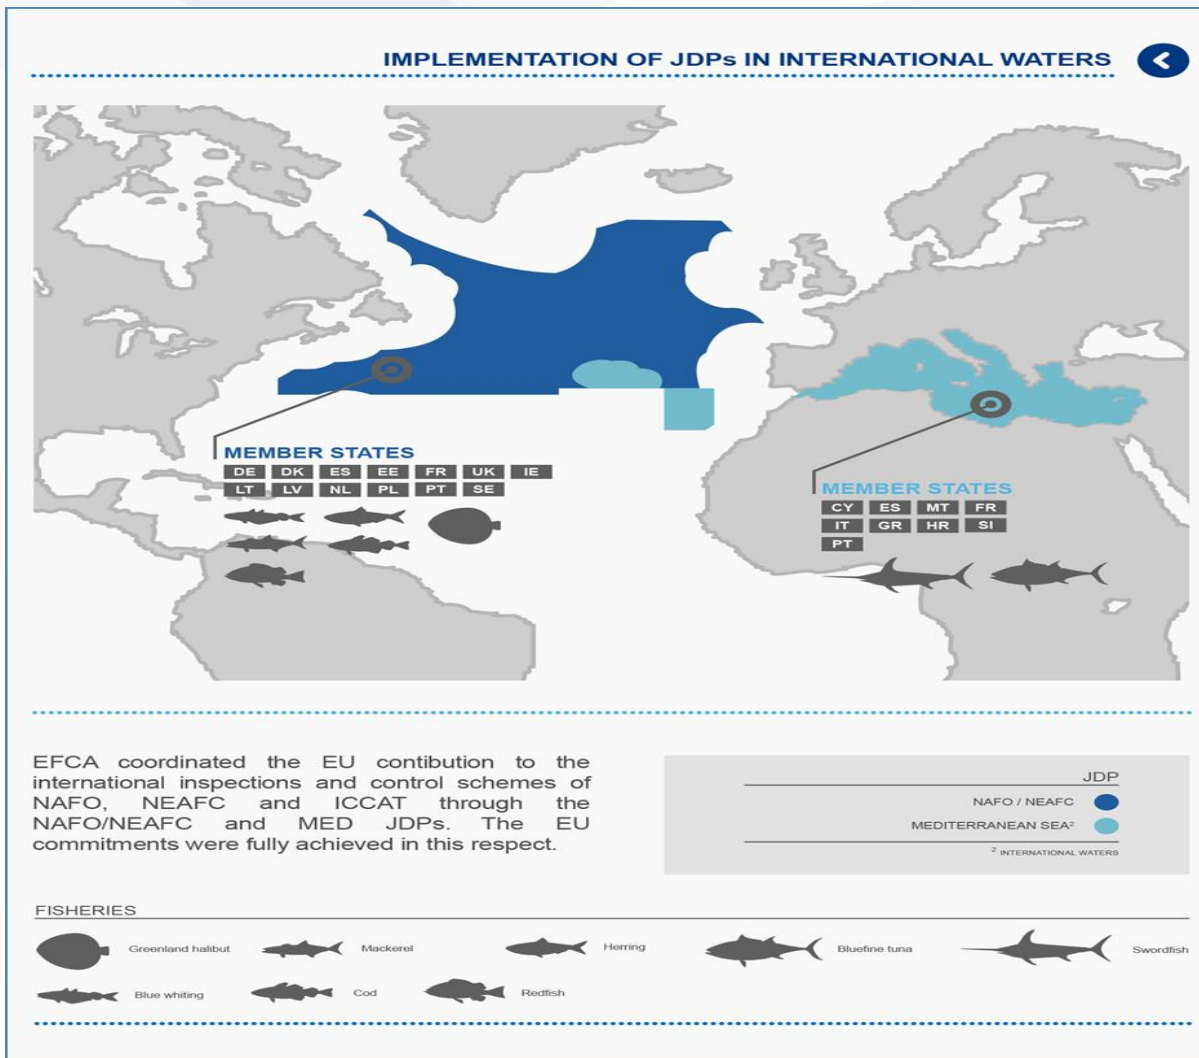 IMPLEMENTATION OF JDPs IN INTERNATIONAL WATERS
MEMBER STATES
DE DK ES EE FR UK IE
LT LV NL PL PT SE
MEMBER STATES
CY ES MT FR
IT GR HR SI
PT
EFCA coordinated the EU contibution to the
international inspections and control schemes of
NAFO, NEAFC and ICCAT through the
NAFO/NEAFC and MED JDPs. The EU
commitments were fully achieved in this respect.
JDP
NAFO / NEAFC
MEDITERRANEAN SEA²
² INTERNATIONAL WATERS
FISHERIES
Greenland halibut Mackerel Herring Bluefine tuna Swordfish
Blue whiting Cod Redfish